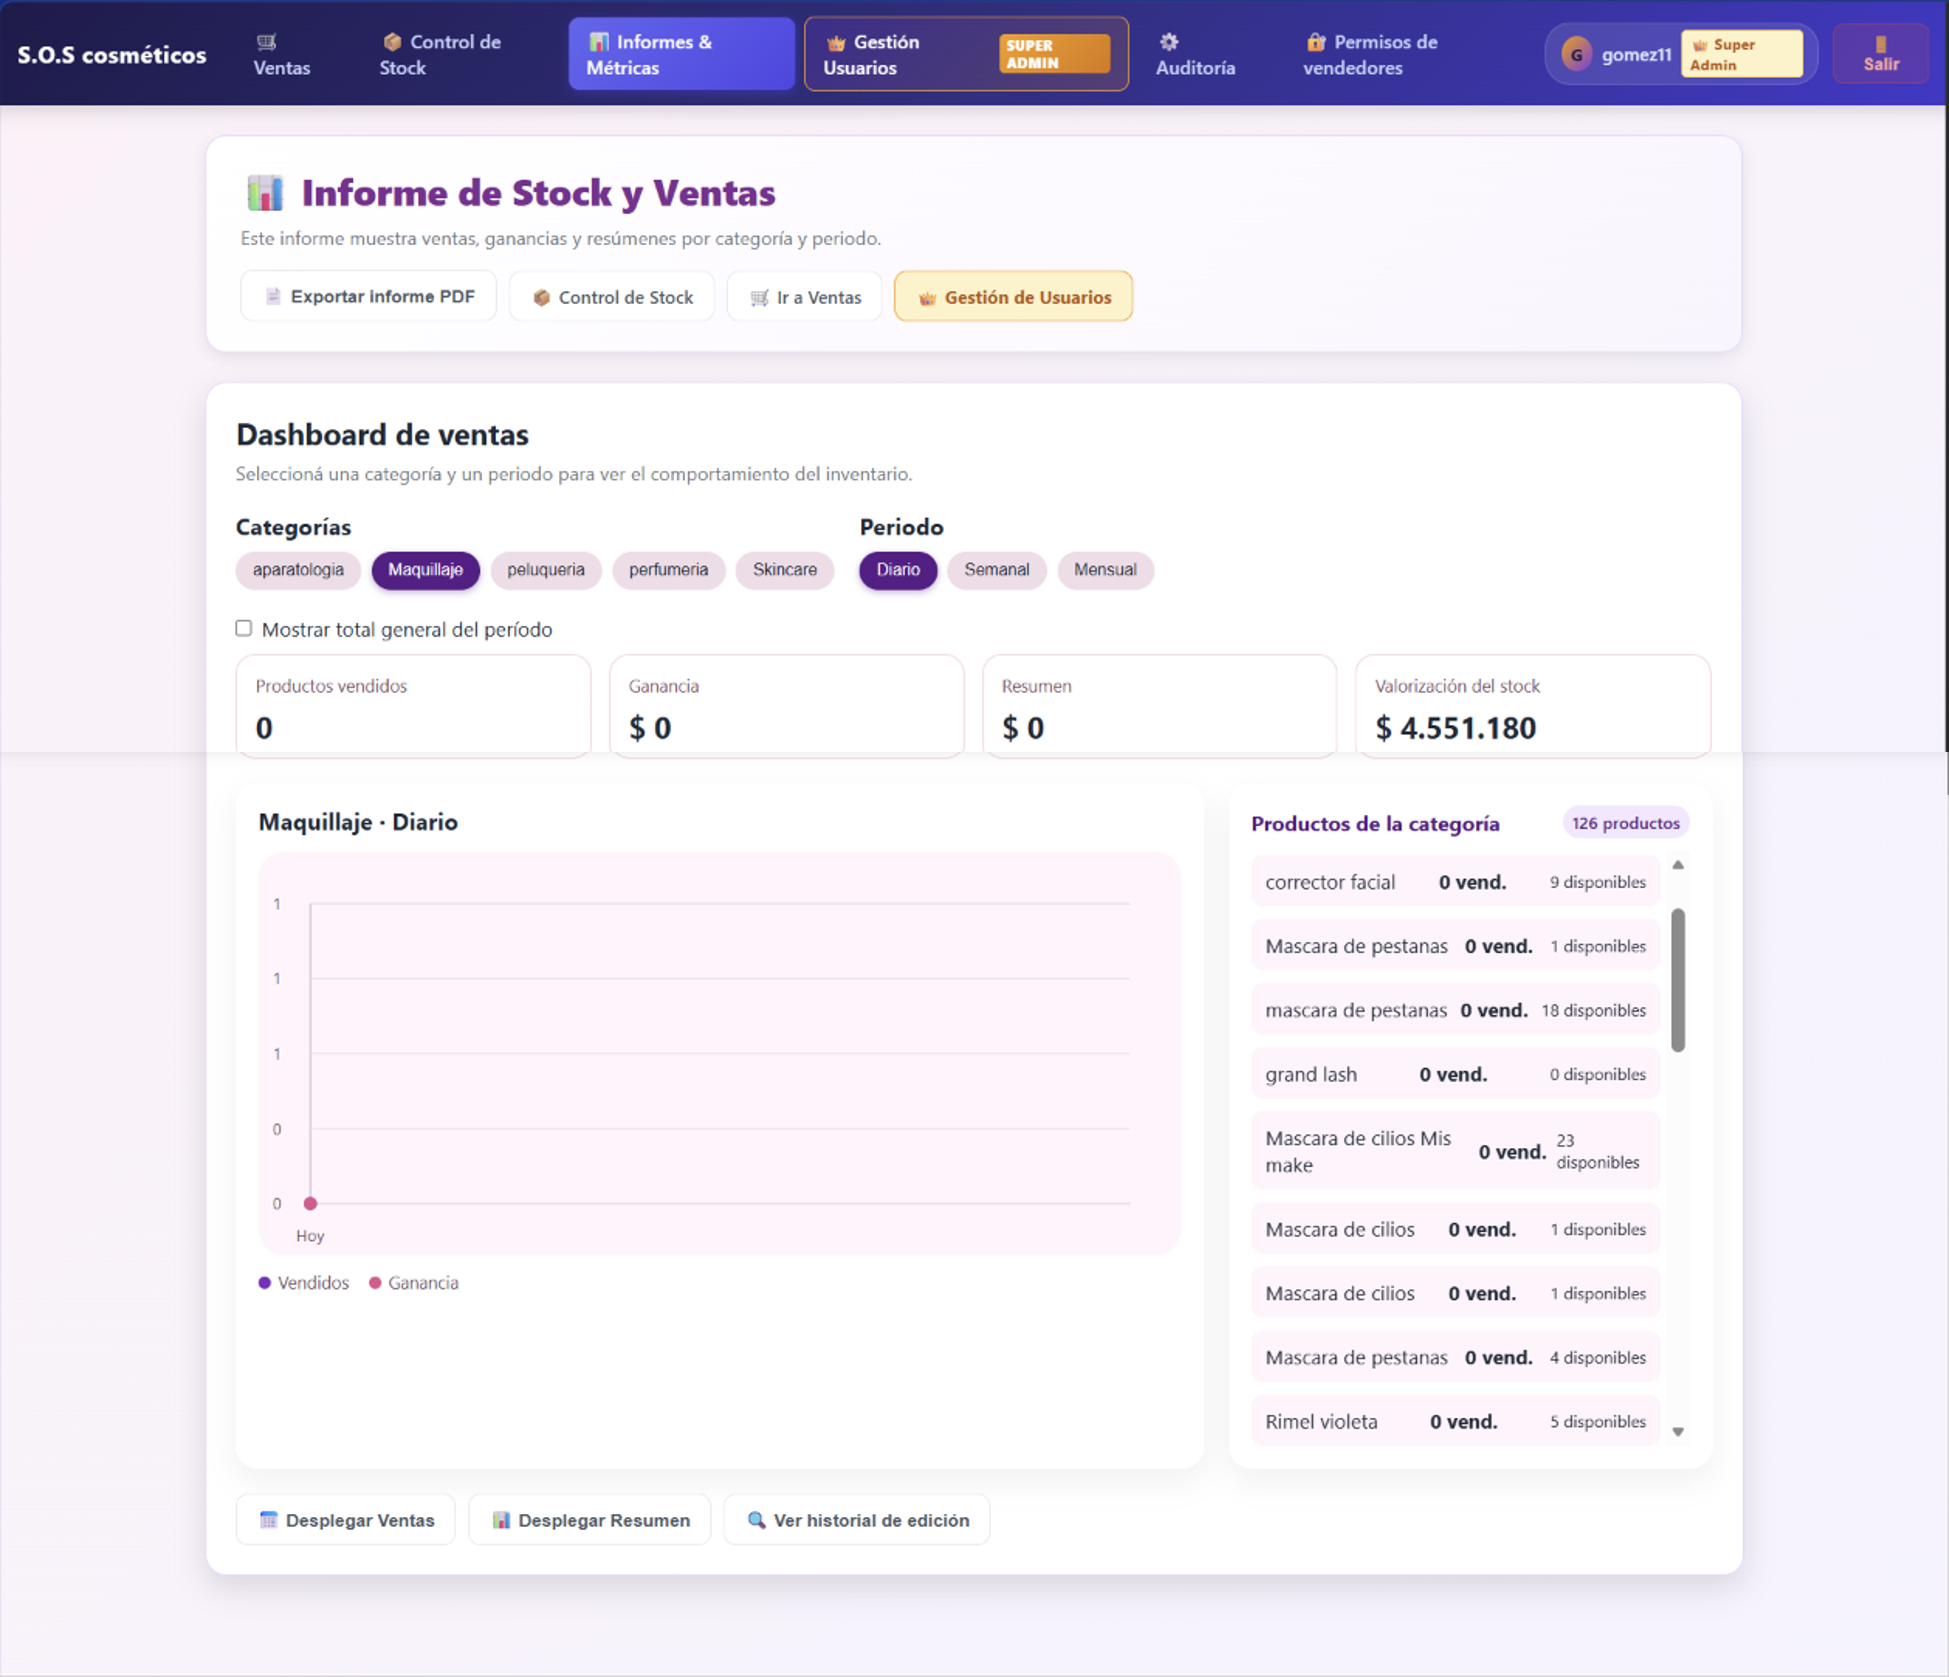 S.O.S cosméticos
Ventas
Control de
Stock
Informes &
Métricas
Gestión
Usuarios
SUPER
ADMIN
Auditoría
Permisos de
vendedores
G
gomez11
Super
Admin
Salir
Informe de Stock y Ventas
Este informe muestra ventas, ganancias y resúmenes por categoría y periodo.
Exportar informe PDF
Control de Stock
Ir a Ventas
Gestión de Usuarios
Dashboard de ventas
Seleccioná una categoría y un periodo para ver el comportamiento del inventario.
Categorías
aparatologia
Maquillaje
peluqueria
perfumeria
Skincare
Periodo
Diario
Semanal
Mensual
Mostrar total general del período
Productos vendidos
0
Ganancia
$ 0
Resumen
$ 0
Valorización del stock
$ 4.551.180
Maquillaje · Diario
1
1
1
0
0
Hoy
Vendidos
Ganancia
Productos de la categoría
126 productos
corrector facial 0 vend. 9 disponibles
Mascara de pestanas 0 vend. 1 disponibles
mascara de pestanas 0 vend. 18 disponibles
grand lash 0 vend. 0 disponibles
Mascara de cilios Mis
make
0 vend.
23
disponibles
Mascara de cilios 0 vend. 1 disponibles
Mascara de cilios 0 vend. 1 disponibles
Mascara de pestanas 0 vend. 4 disponibles
Rimel violeta 0 vend. 5 disponibles
Desplegar Ventas
Desplegar Resumen
Ver historial de edición